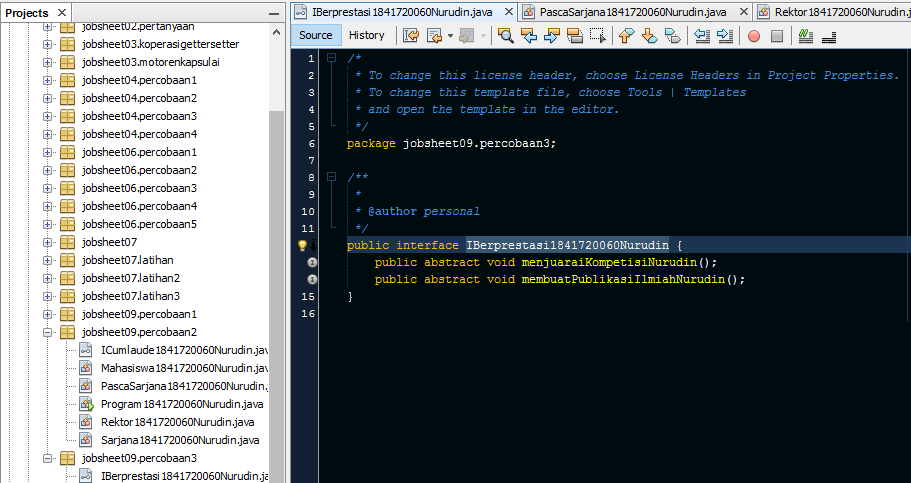 Projects
jobsheet02.pertanyaan
jobsheet03.koperasigettersetter
jobsheet03.motorenkapsulai
jobsheet04.percobaan1
jobsheet04.percobaan2
jobsheet04.percobaan3
jobsheet04.percobaan4
jobsheet06.percobaan1
jobsheet06.percobaan2
jobsheet06.percobaan3
jobsheet06.percobaan4
jobsheet06.percobaan5
jobsheet07
jobsheet07.latihan
jobsheet07.latihan2
jobsheet07.latihan3
jobsheet09.percobaan1
jobsheet09.percobaan2
ICumlaude1841720060Nurudin.java
Mahasiswa1841720060Nurudin.java
PascaSarjana1841720060Nurudin.
Program1841720060Nurudin.java
Rektor1841720060Nurudin.java
Sarjana1841720060Nurudin.java
jobsheet09.percobaan3
IBerprestasi1841720060Nurudin.ja
IBerprestasi1841720060Nurudin.java
PascaSarjana1841720060Nurudin.java
Rektor1841720060Nurudin.j
Source History
1 /*
2 * To change this license header, choose License Headers in Project Properties.
3 * To change this template file, choose Tools | Templates
4 * and open the template in the editor.
5 */
6 package jobsheet09.percobaan3;
7
8 /**
9 *
10 * @author personal
11 */
public interface IBerprestasi1841720060Nurudin {
public abstract void menjuaraiKompetisiNurudin();
public abstract void membuatPublikasiIlmiahNurudin();
15 }
16